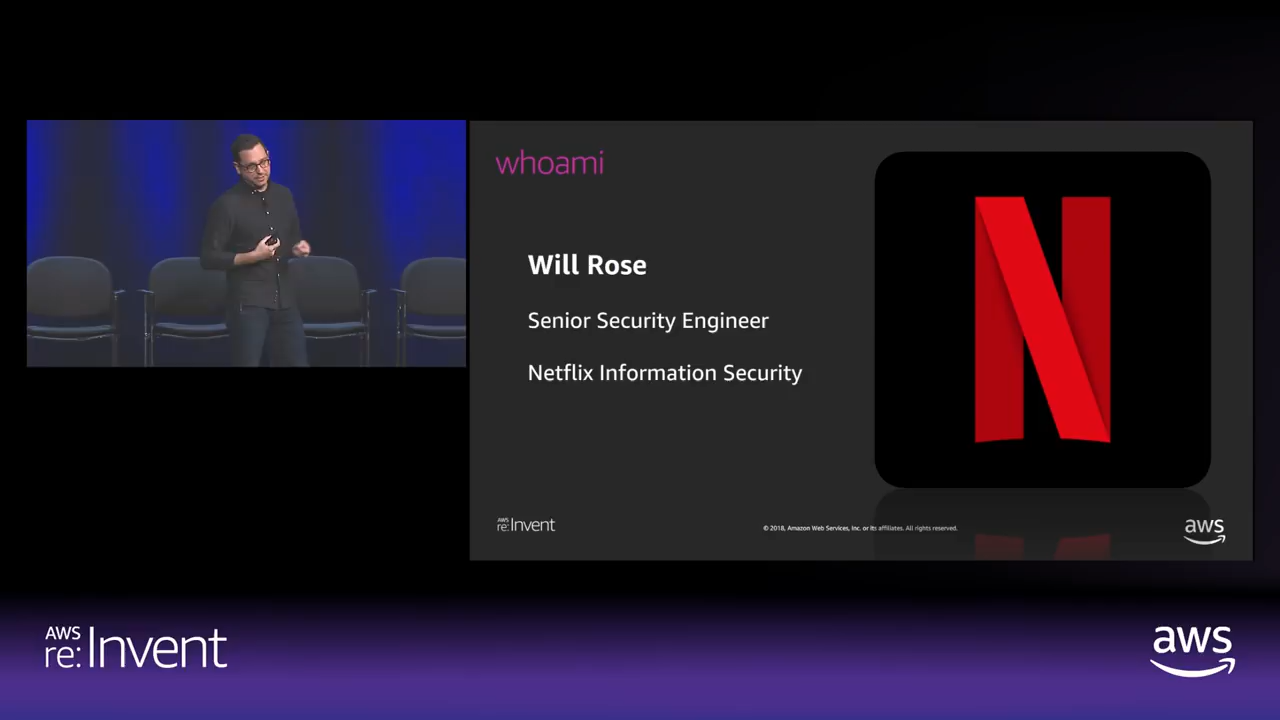 whoami
Will Rose
Senior Security Engineer
Netflix Information Security
N
AWS
re:Invent
© 2018, Amazon Web Services, Inc. or its affiliates. All rights reserved.
aws
AWS
re:Invent
aws